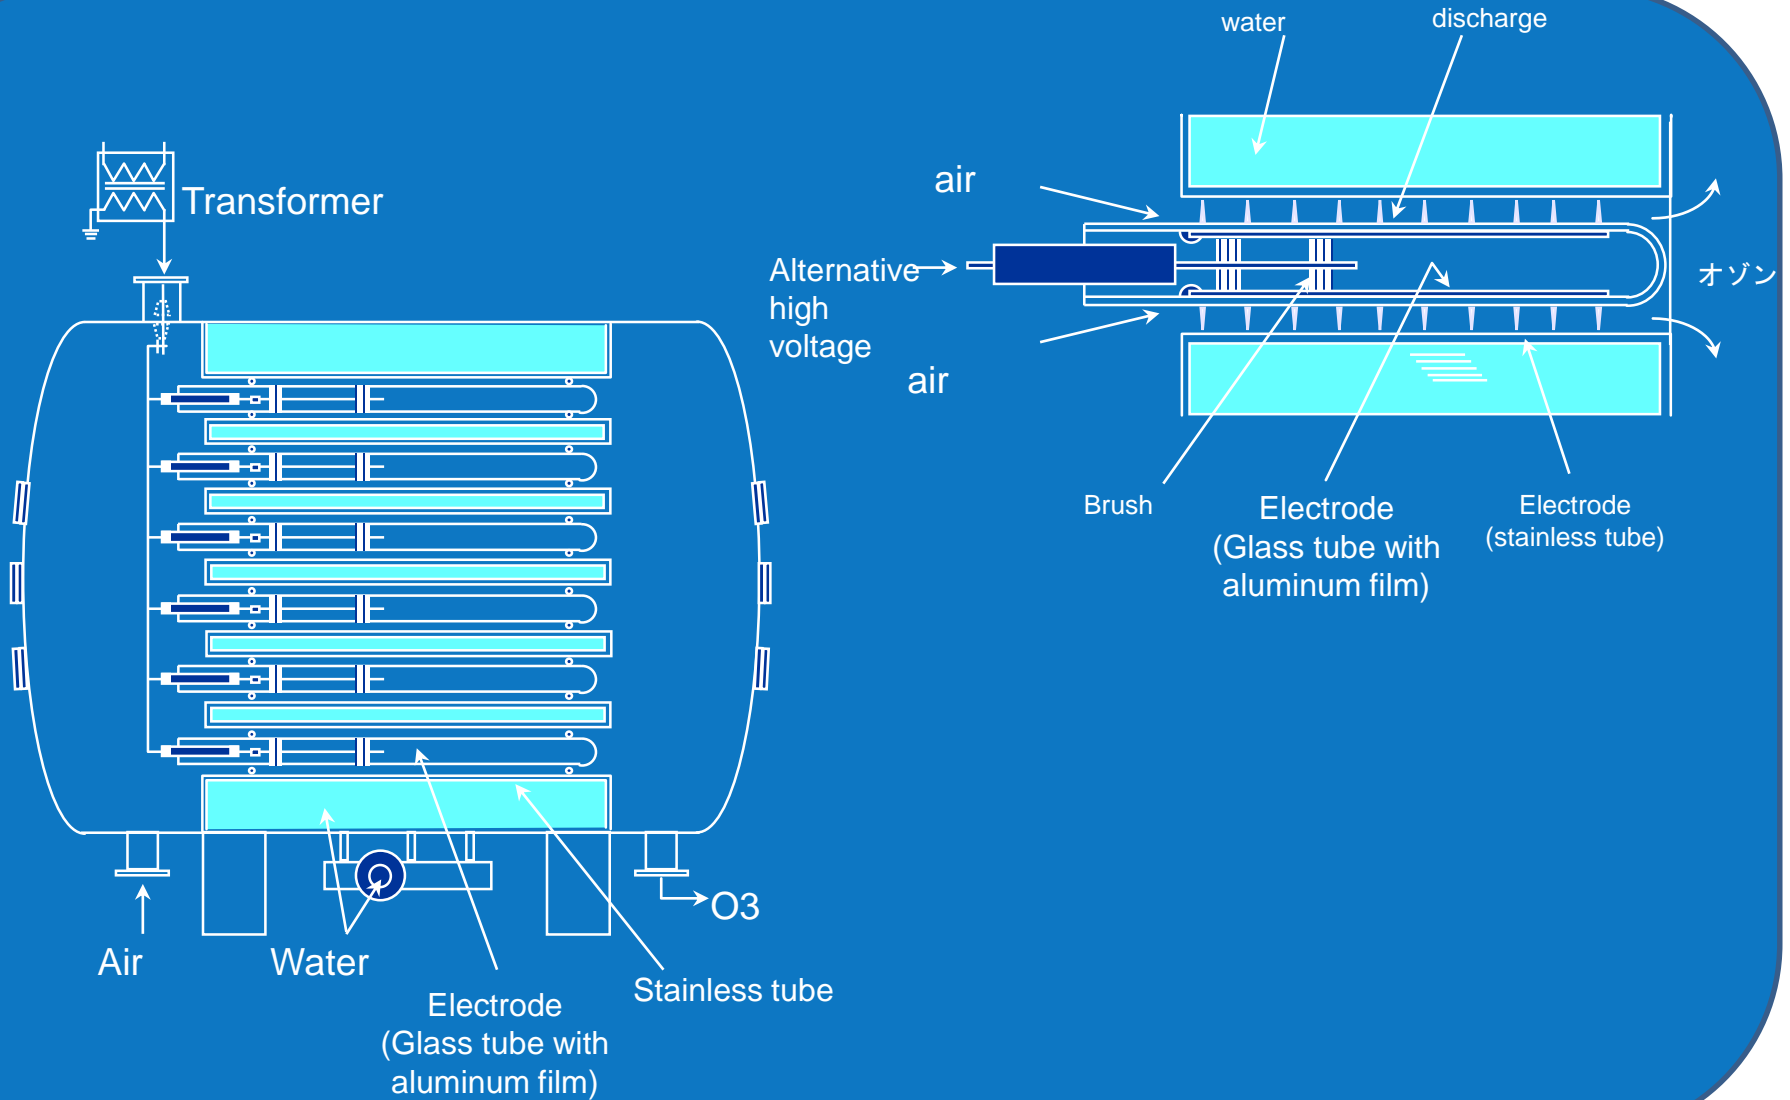 water
discharge
Transformer
air
Alternative
high
voltage
air
オゾン
Brush
Electrode
(Glass tube with
aluminum film)
Electrode
(stainless tube)
O3
Air
Water
Electrode
(Glass tube with
aluminum film)
Stainless tube